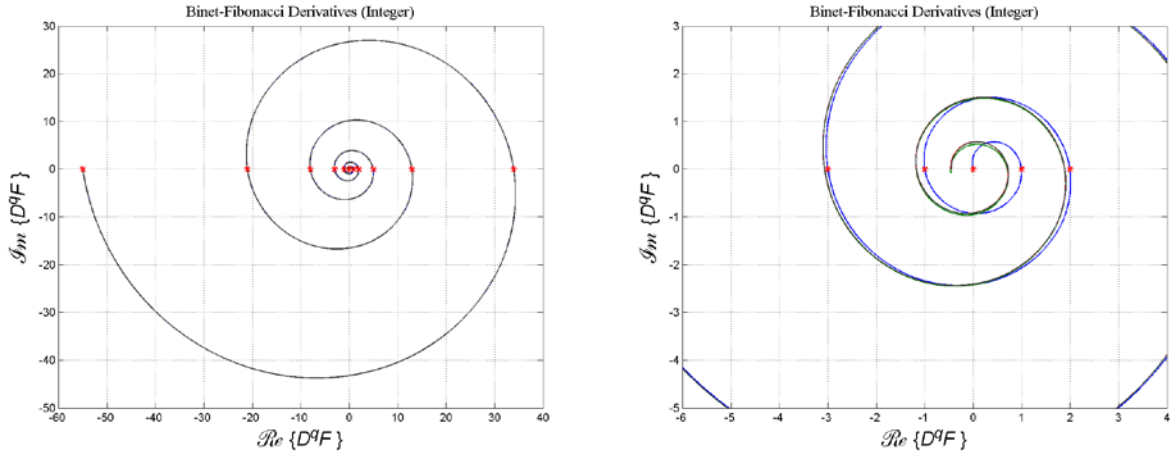 Binet-Fibonacci Derivatives (Integer)
30
20
10
0
-10
-20
-30
-40
-50
ℐm {D^qF}
-60 -50 -40 -30 -20 -10 0 10 20 30 40
ℛe {D^qF}
Binet-Fibonacci Derivatives (Integer)
3
2
1
0
-1
-2
-3
-4
-5
ℐm {D^qF}
-6 -5 -4 -3 -2 -1 0 1 2 3 4
ℛe {D^qF}